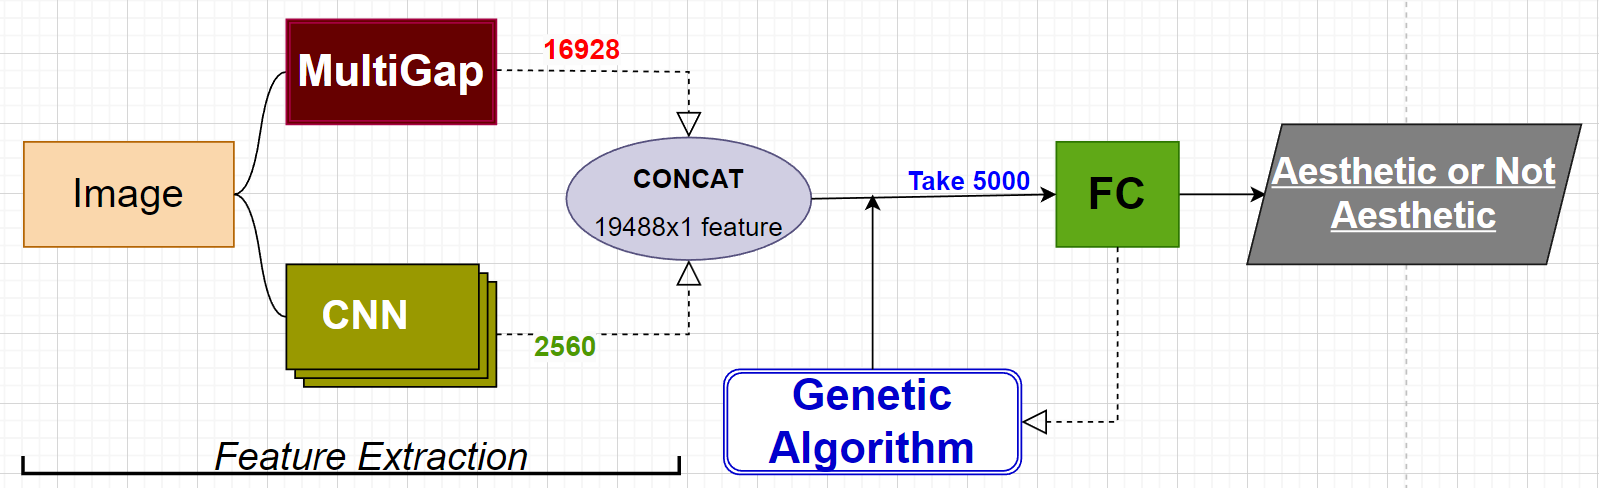 MultiGap
16928
Image
CONCAT
19488x1 feature
Take 5000
FC
Aesthetic or Not
Aesthetic
CNN
2560
Genetic
Algorithm
Feature Extraction